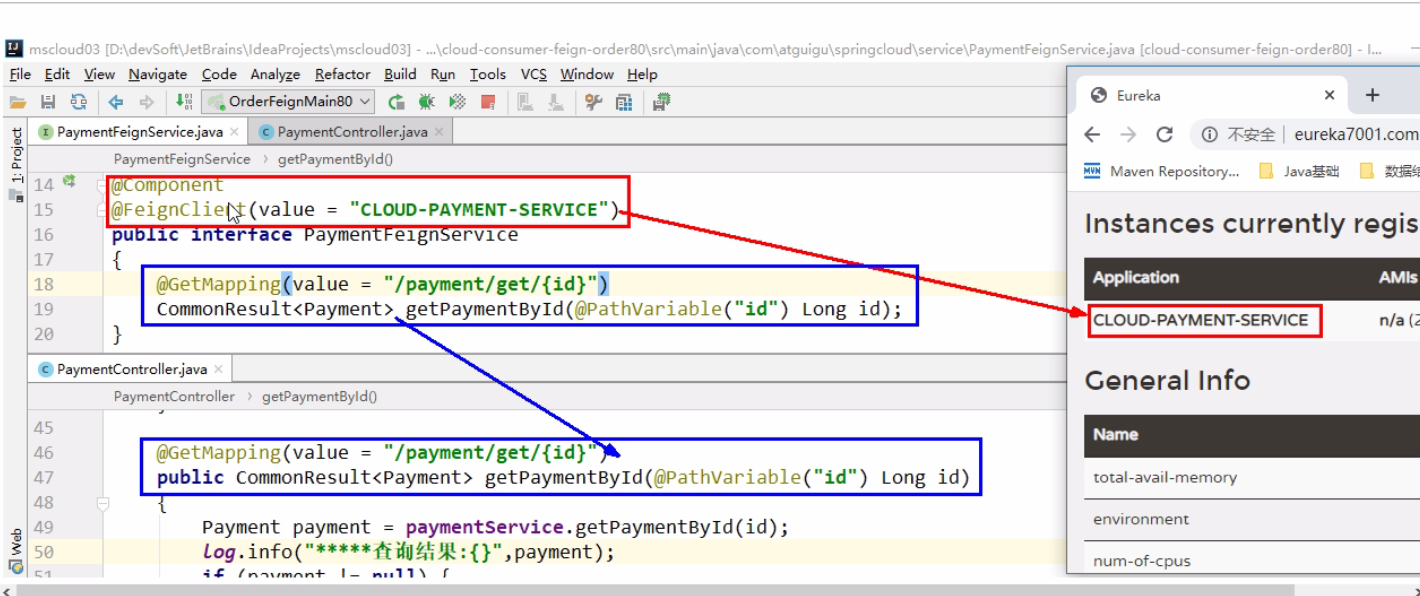 mscloud03 [D:\devSoft\JetBrains\IdeaProjects\mscloud03] - ...\cloud-consumer-feign-order80\src\main\java\com\atguigu\springcloud\service\PaymentFeignService.java [cloud-consumer-feign-order80] - I...
File Edit View Navigate Code Analyze Refactor Build Run Tools VCS Window Help
OrderFeignMain80
PaymentFeignService.java PaymentController.java
PaymentFeignService > getPaymentById()
1: Project
14 @Component
15 @FeignClient(value = "CLOUD-PAYMENT-SERVICE")
16 public interface PaymentFeignService
17 {
18 @GetMapping(value = "/payment/get/{id}")
19 CommonResult<Payment> getPaymentById(@PathVariable("id") Long id);
20 }
PaymentController.java
PaymentController > getPaymentById()
45
46 @GetMapping(value = "/payment/get/{id}")
47 public CommonResult<Payment> getPaymentById(@PathVariable("id") Long id)
48 {
49 Payment payment = paymentService.getPaymentById(id);
50 log.info("*****查询结果:{}",payment);
51 if (payment != null) {
Web
Eureka
不安全 | eureka7001.com
Maven Repository... Java基础
Instances currently regis
Application AMIs
CLOUD-PAYMENT-SERVICE n/a (2
General Info
Name
total-avail-memory
environment
num-of-cpus